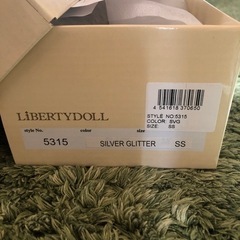 4 541618 370650
STYLE NO.5315
COLOR: SVG
SIZE: SS
LiBERTYDOLL
style No. color size
5315 SILVER GLITTER SS